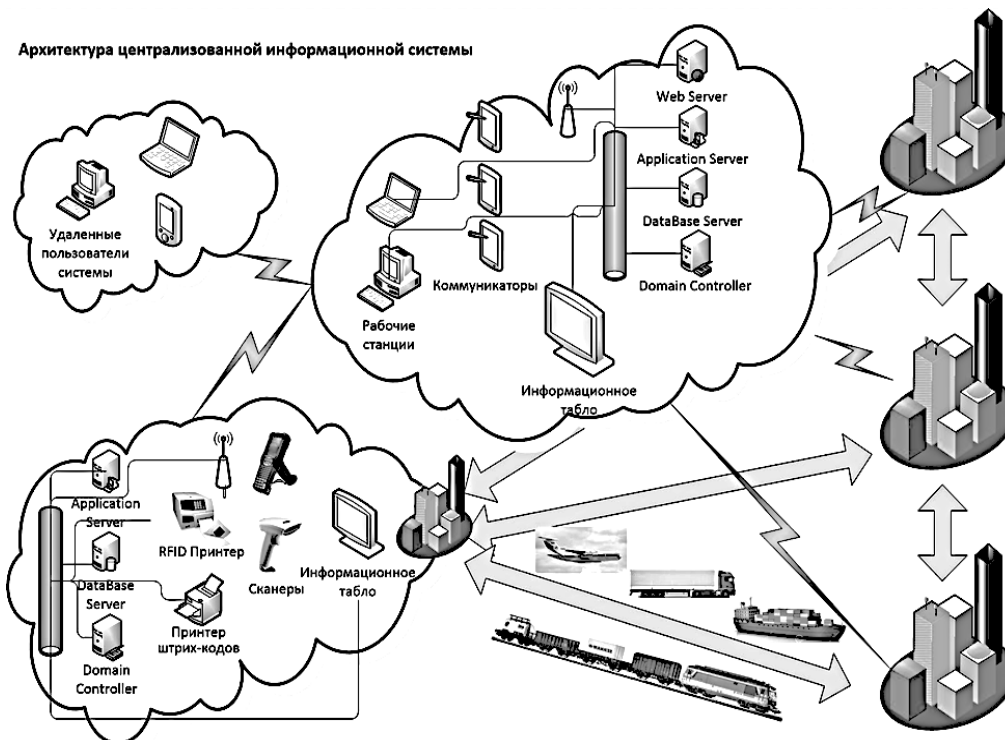 Архитектура централизованной информационной системы
Web Server
Application Server
DataBase Server
Domain Controller
Коммуникаторы
Рабочие
станции
Информационное
табло
Удаленные
пользователи
системы
Application
Server
DataBase
Server
Domain
Controller
RFID Принтер
Принтер
штрих-кодов
Сканеры
Информационное
табло